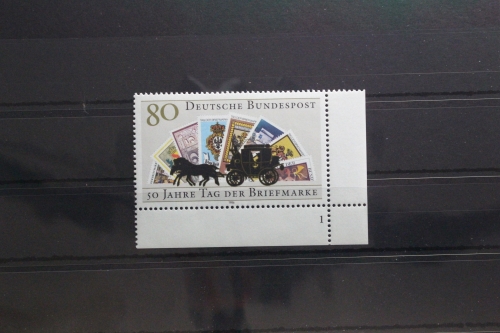 80 DEUTSCHE BUNDESPOST
50 JAHRE TAG DER BRIEFMARKE
1